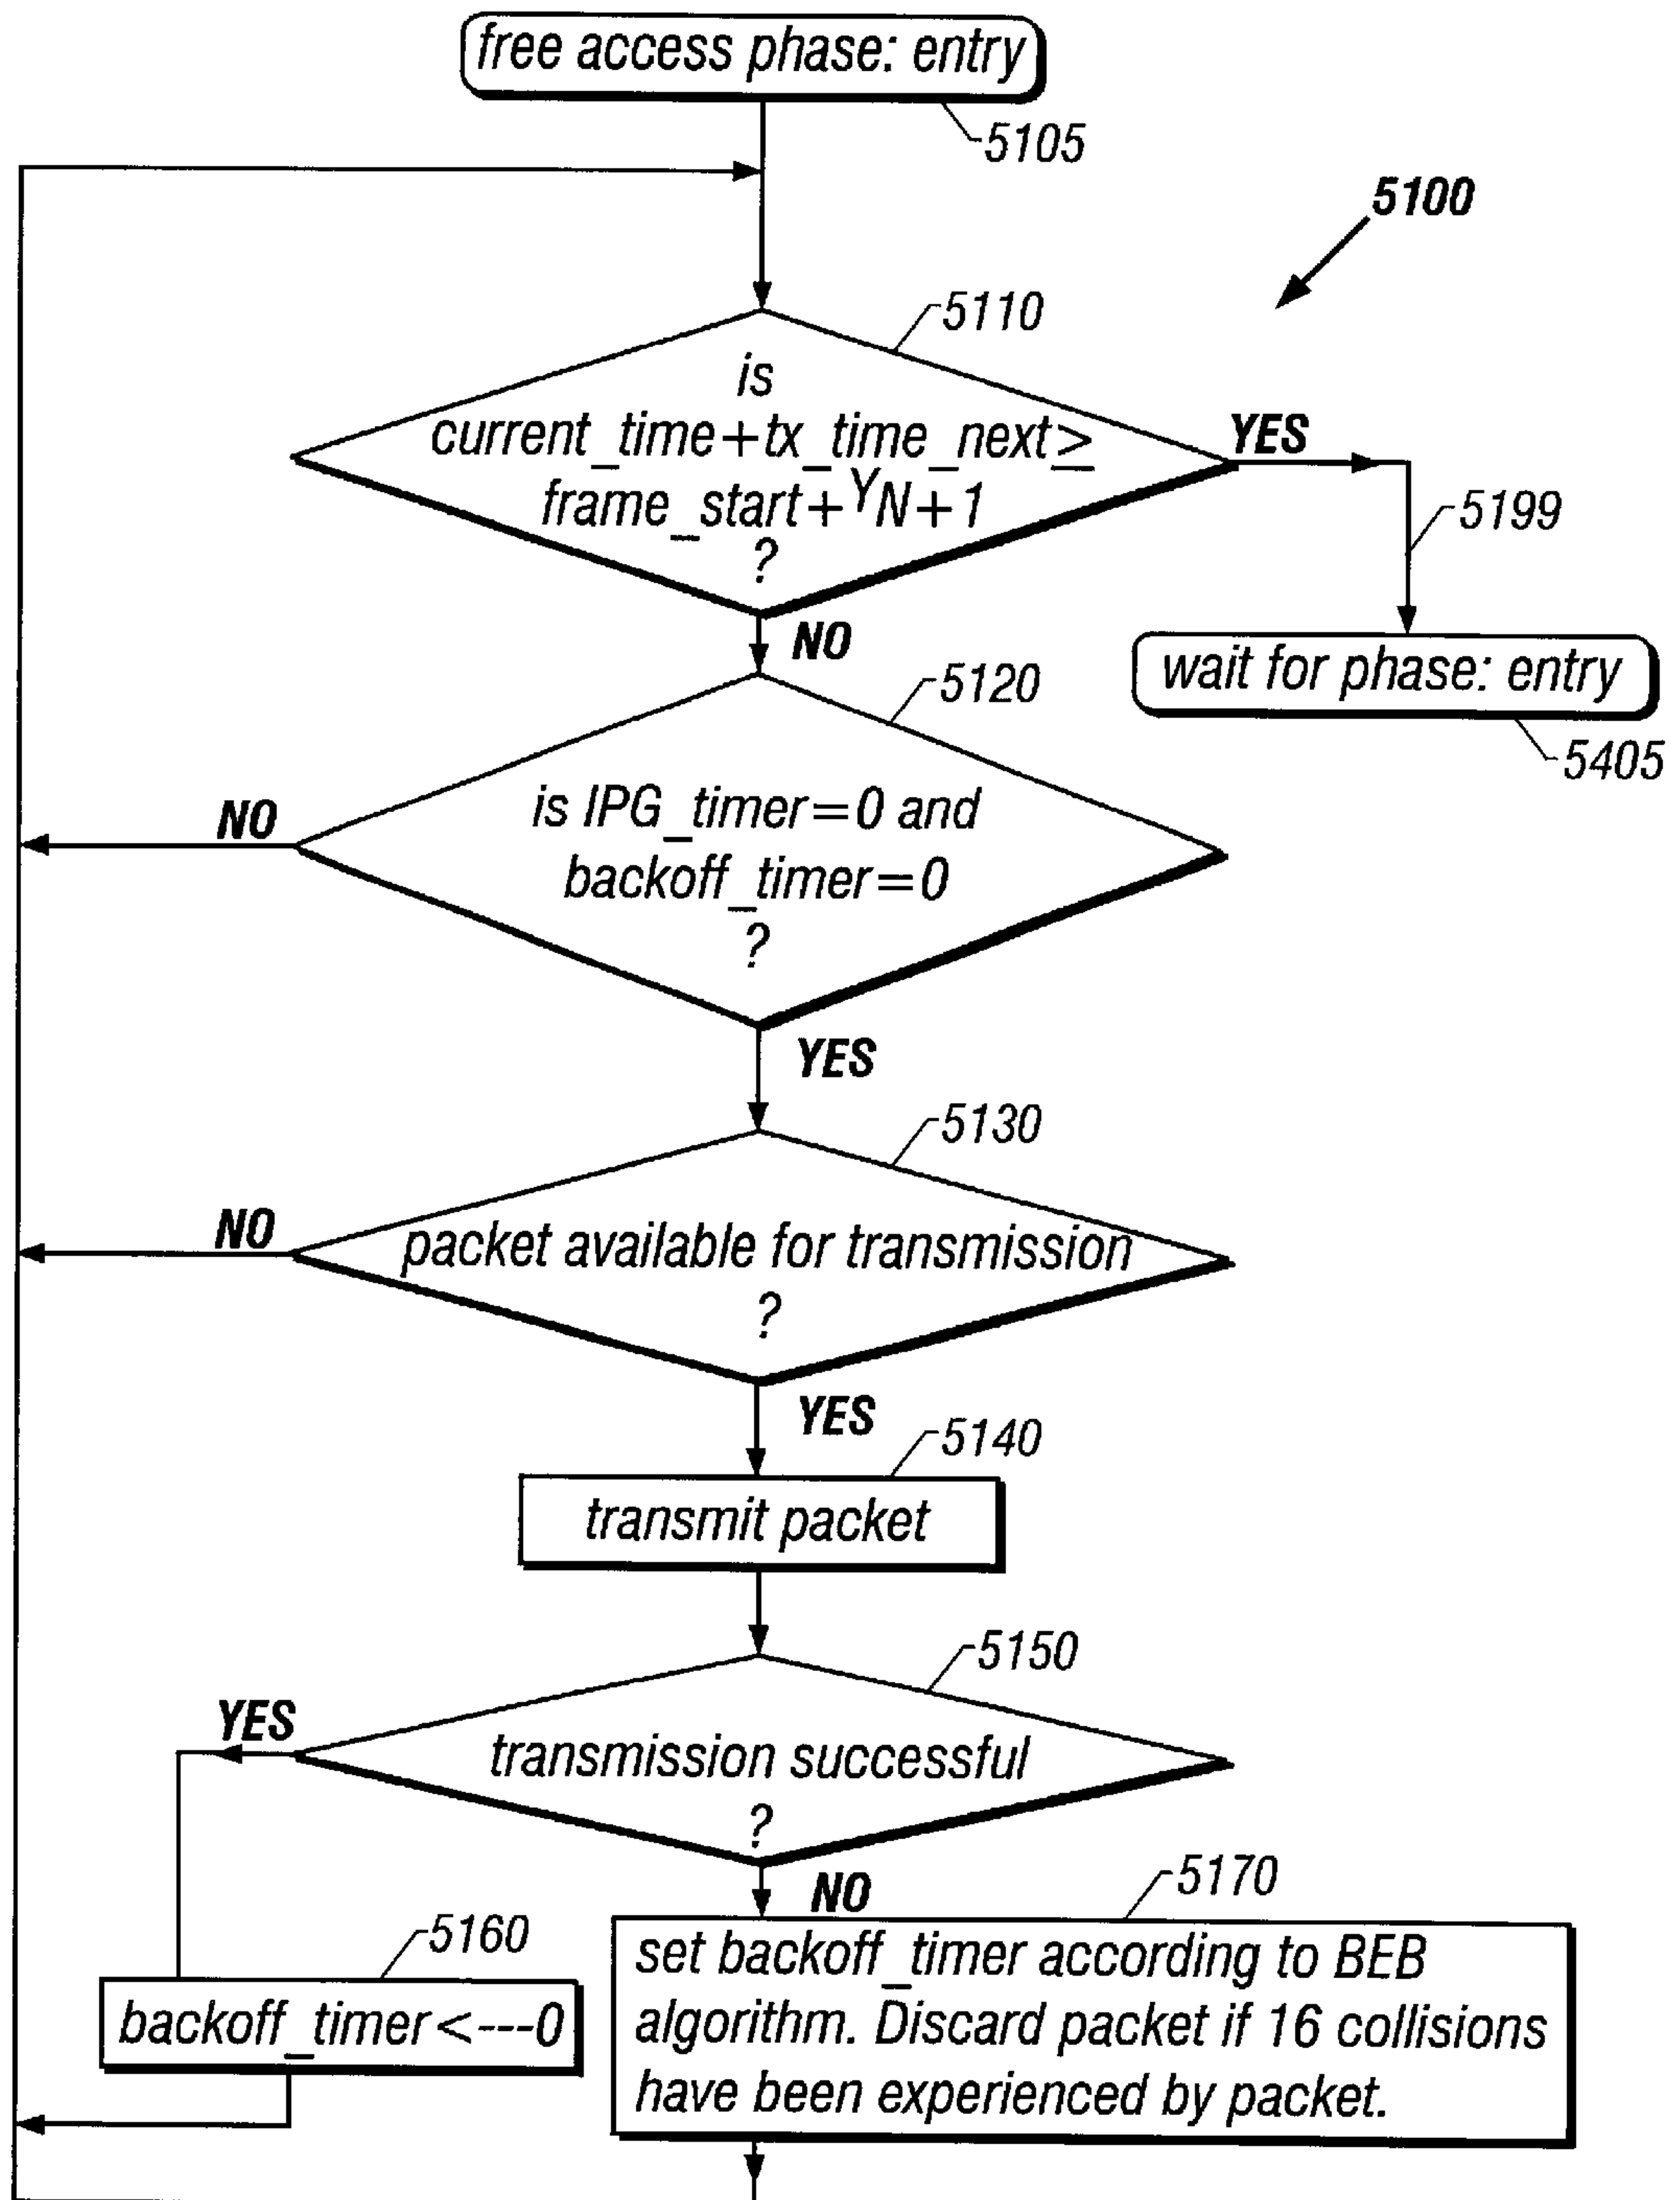 free access phase: entry
5105
5100
5110
is
current_time+tx_time_next>
frame_start+YN+1
?
YES
5199
NO
wait for phase: entry
5405
5120
is IPG_timer=0 and
backoff_timer=0
?
NO
YES
5130
packet available for transmission
?
NO
YES
5140
transmit packet
5150
transmission successful
?
YES
NO
5160
backoff_timer<---0
5170
set backoff_timer according to BEB
algorithm. Discard packet if 16 collisions
have been experienced by packet.